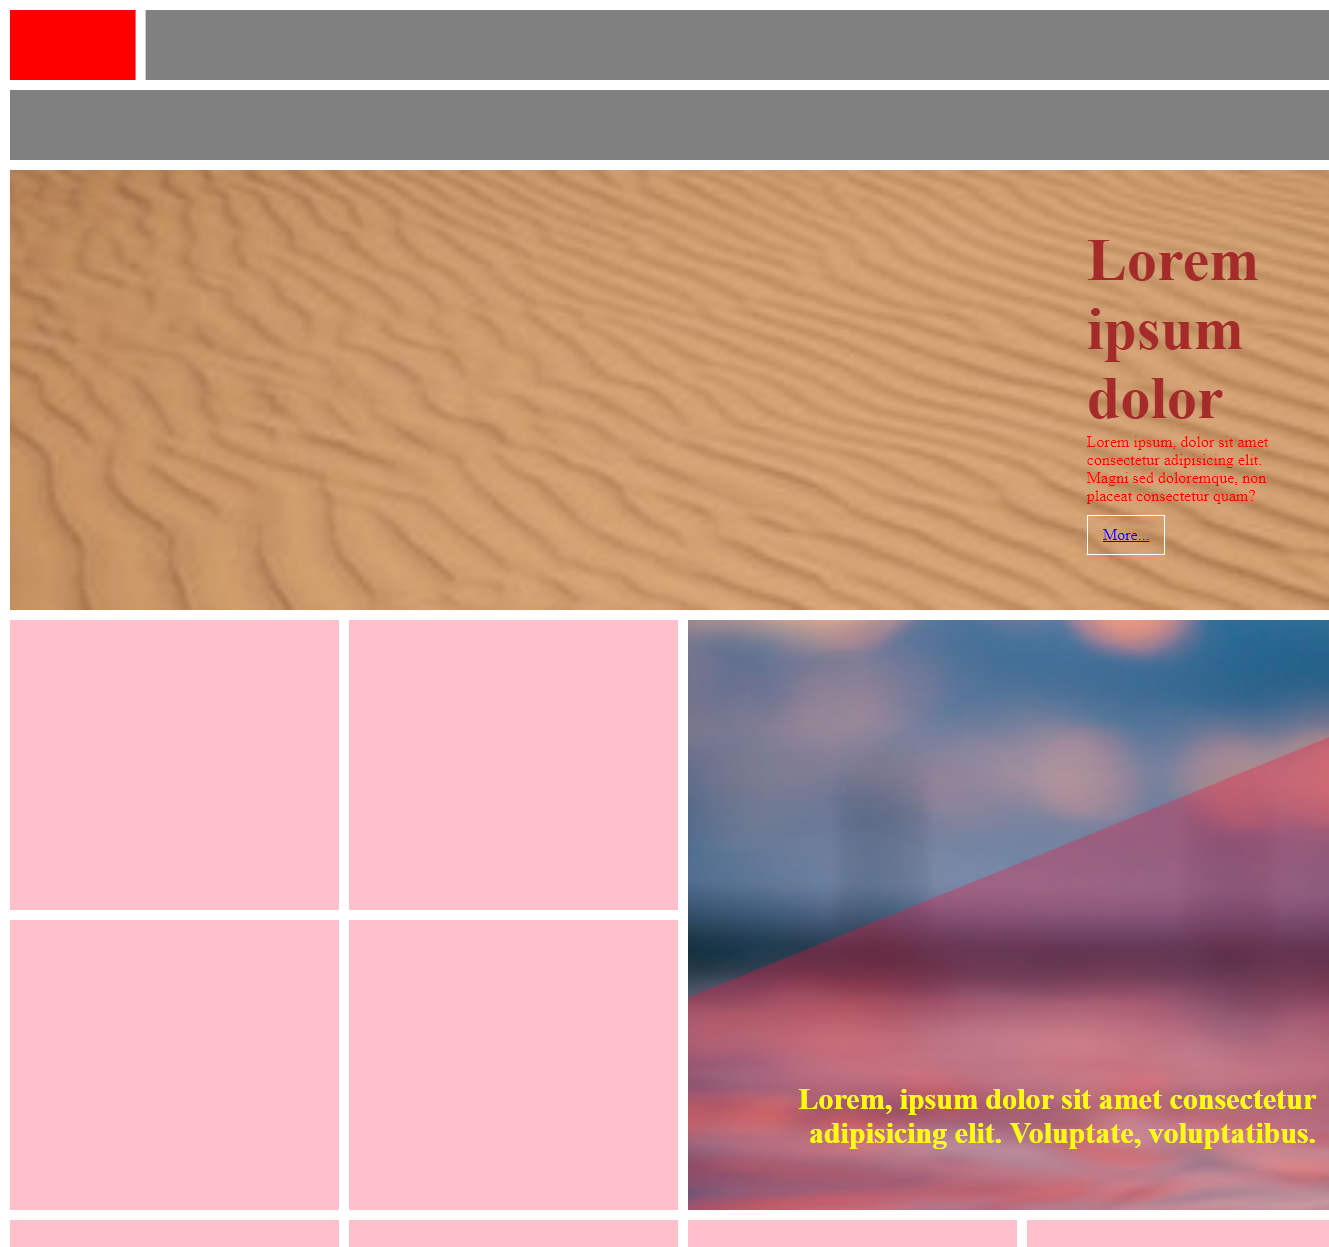 Lorem
ipsum
dolor
Lorem ipsum, dolor sit amet
consectetur adipisicing elit.
Magni sed doloremque, non
placeat consectetur quam?
More...
Lorem, ipsum dolor sit amet consectetur
adipisicing elit. Voluptate, voluptatibus.